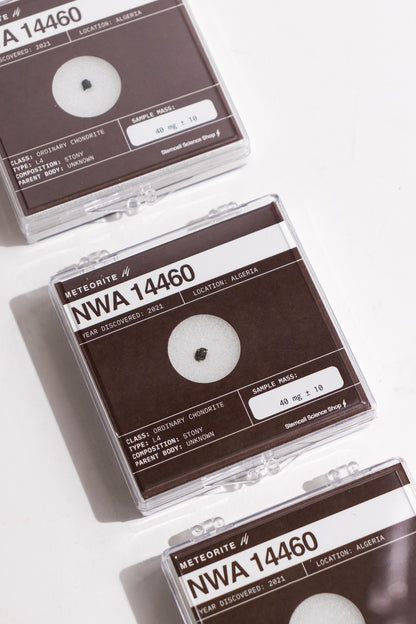 A 14460
DISCOVERED: 2021
LOCATION: ALGERIA
SAMPLE MASS:
40 mg ± 10
CLASS: ORDINARY CHONDRITE
TYPE: L4
COMPOSITION: STONY
PARENT BODY: UNKNOWN
Stemcell Science Shop
METEORITE
NWA 14460
YEAR DISCOVERED: 2021
LOCATION: ALGERIA
SAMPLE MASS:
40 mg ± 10
CLASS: ORDINARY CHONDRITE
TYPE: L4
COMPOSITION: STONY
PARENT BODY: UNKNOWN
Stemcell Science Shop
METEORITE
NWA 14460
YEAR DISCOVERED: 2021
LOCATION: ALGERIA